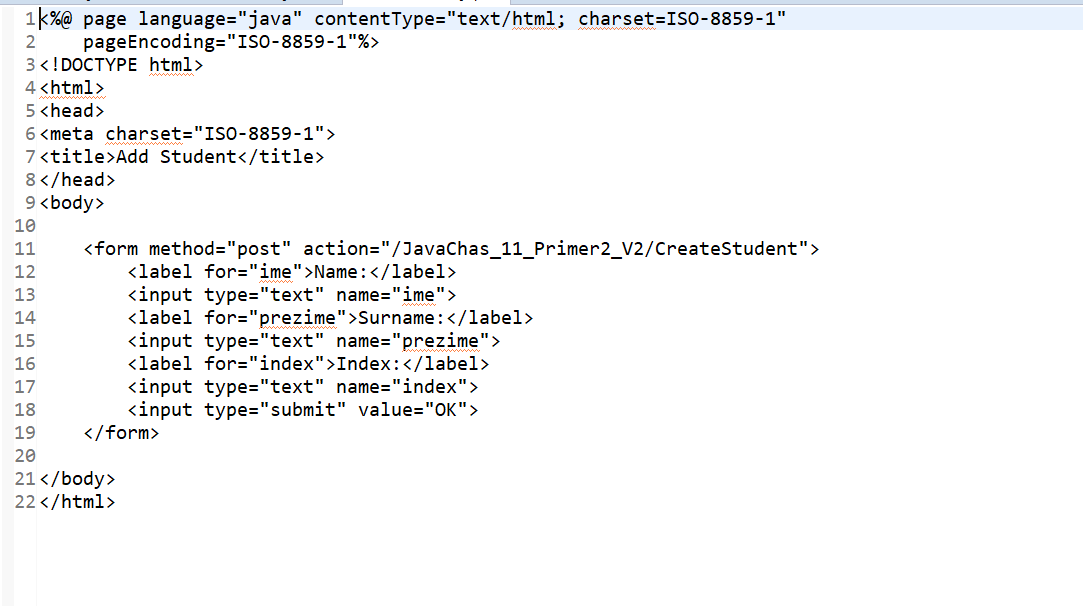 1 <%@ page language="java" contentType="text/html; charset=ISO-8859-1"
2     pageEncoding="ISO-8859-1"%>
3 <!DOCTYPE html>
4 <html>
5 <head>
6 <meta charset="ISO-8859-1">
7 <title>Add Student</title>
8 </head>
9 <body>
10
11     <form method="post" action="/JavaChas_11_Primer2_V2/CreateStudent">
12         <label for="ime">Name:</label>
13         <input type="text" name="ime">
14         <label for="prezime">Surname:</label>
15         <input type="text" name="prezime">
16         <label for="index">Index:</label>
17         <input type="text" name="index">
18         <input type="submit" value="OK">
19     </form>
20
21 </body>
22 </html>